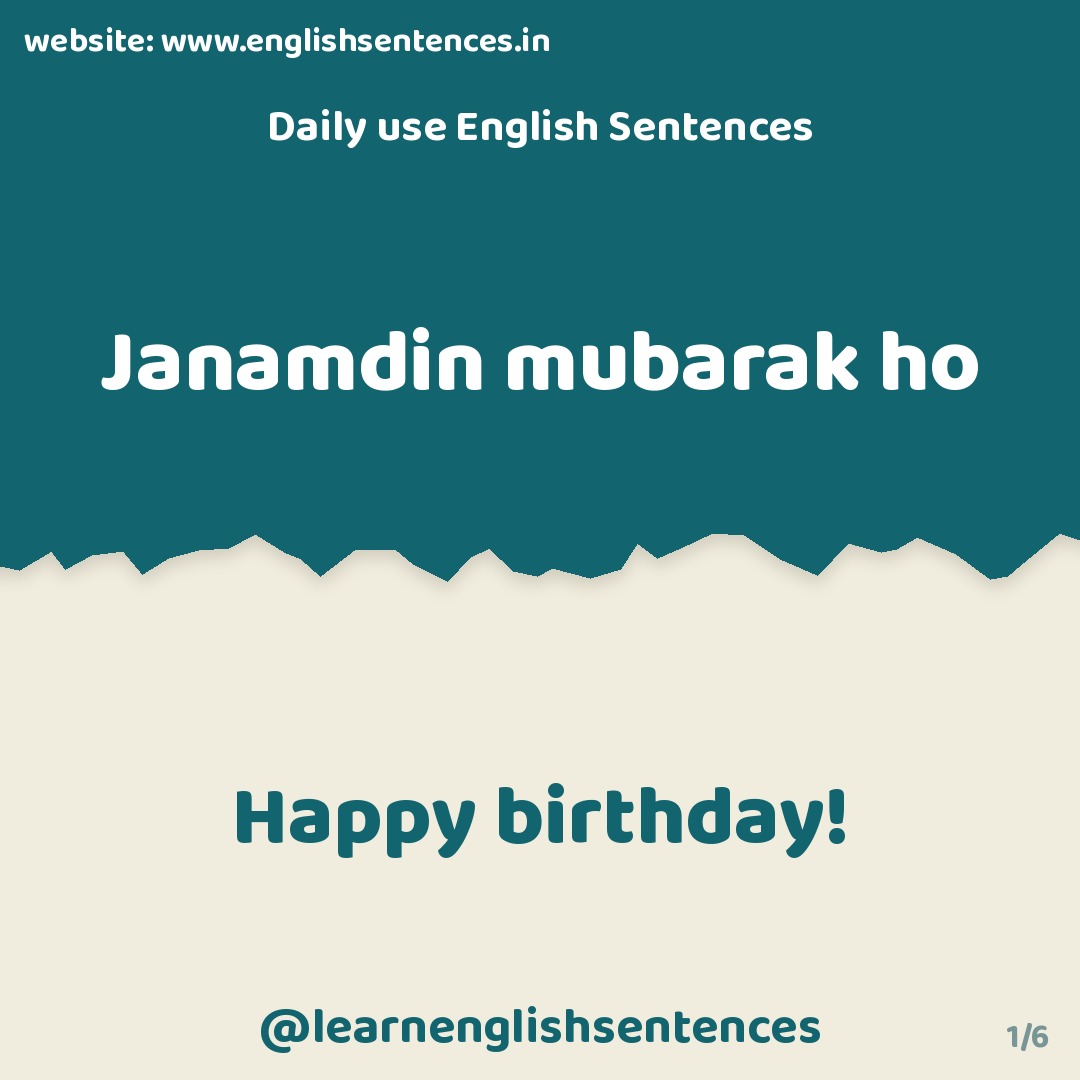 website: www.englishsentences.in
Daily use English Sentences
Janamdin mubarak ho
Happy birthday!
@learnenglishsentences
1/6